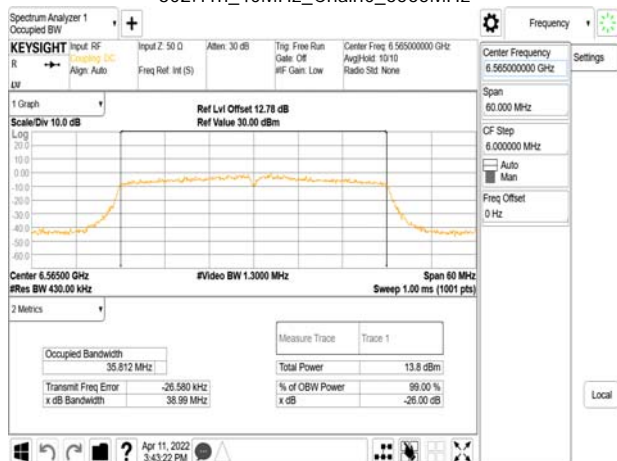 Spectrum Analyzer 1
Occupied BW
Frequency
KEYSIGHT
Input: RF
Coupling: DC
Align: Auto
Input Z: 50 Ω
Freq Ref: Int (S)
Atten: 30 dB
Trig: Free Run
Gate: Off
#IF Gain: Low
Center Freq: 6.565000000 GHz
Avg|Hold: 10/10
Radio Std: None
R
LXI
Center Frequency
6.565000000 GHz
Settings
Span
60.000 MHz
CF Step
6.000000 MHz
Auto
Man
Freq Offset
0 Hz
1 Graph
Scale/Div 10.0 dB
Ref Lvl Offset 12.78 dB
Ref Value 30.00 dBm
Log
20.0
10.0
0.00
-10.0
-20.0
-30.0
-40.0
-50.0
-60.0
Center 6.56500 GHz
#Video BW 1.3000 MHz
Span 60 MHz
#Res BW 430.00 kHz
Sweep 1.00 ms (1001 pts)
2 Metrics
Measure Trace
Trace 1
Occupied Bandwidth
35.812 MHz
Total Power
13.8 dBm
Transmit Freq Error
-26.580 kHz
% of OBW Power
99.00 %
x dB Bandwidth
38.99 MHz
x dB
-26.00 dB
Local
Apr 11, 2022
3:43:22 PM